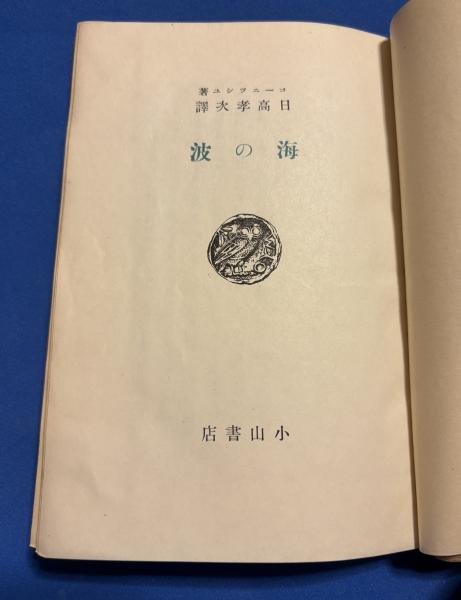 コーニツシユ著
日高孝次譯
海の波
小山書店